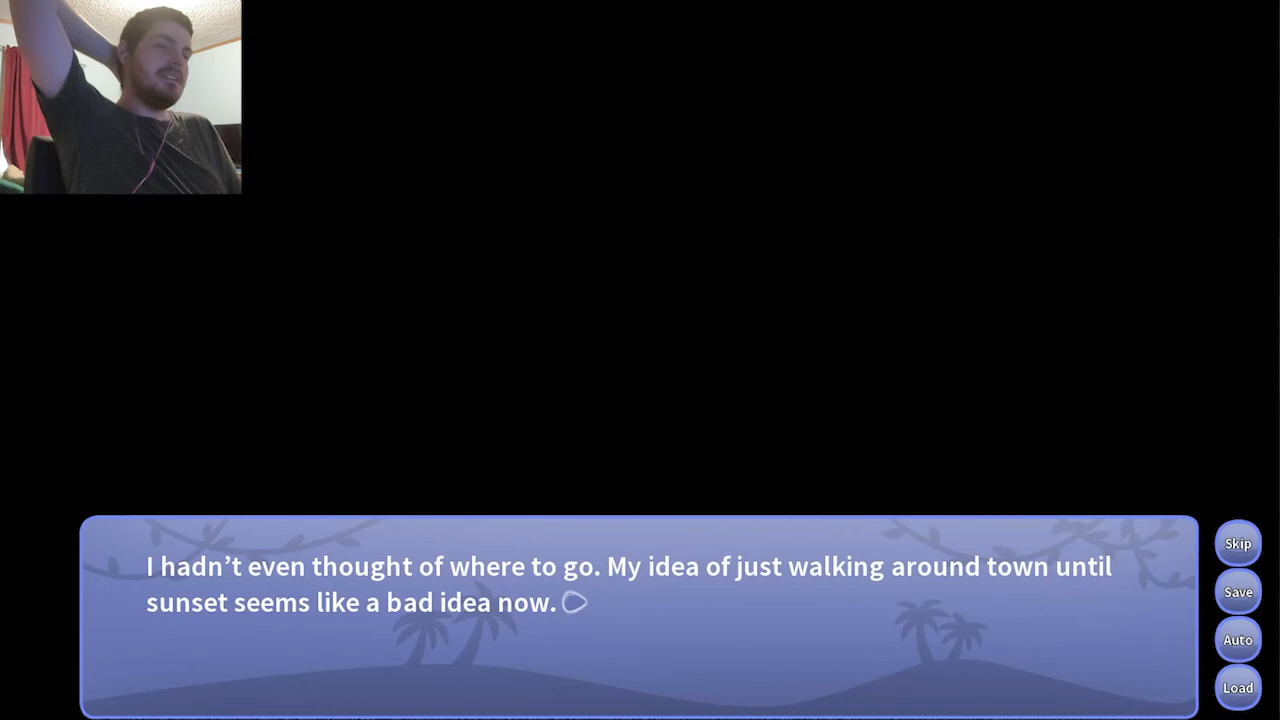 I hadn’t even thought of where to go. My idea of just walking around town until
sunset seems like a bad idea now.
Skip
Save
Auto
Load